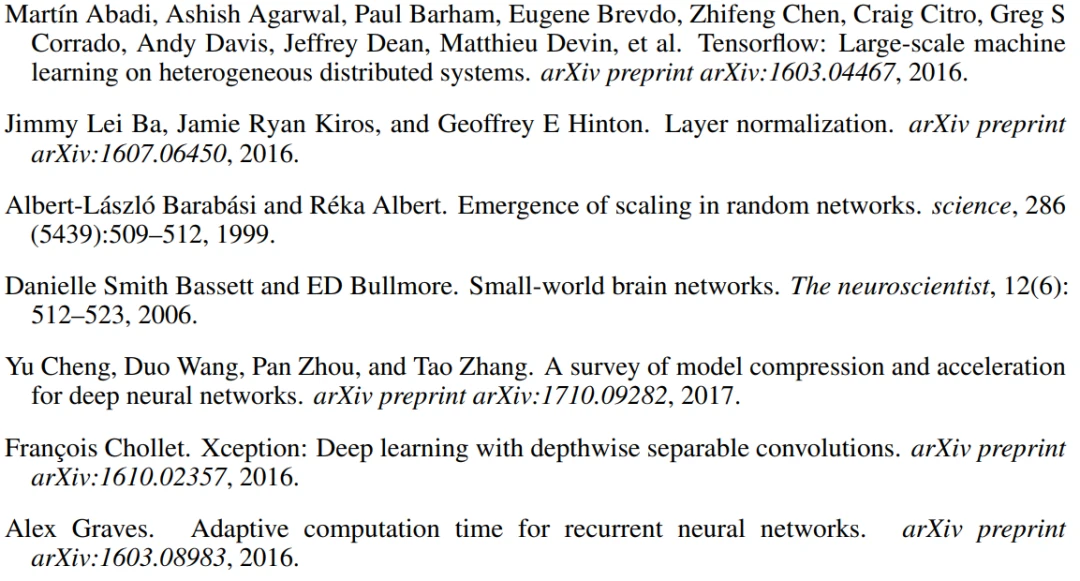 Martín Abadi, Ashish Agarwal, Paul Barham, Eugene Brevdo, Zhifeng Chen, Craig Citro, Greg S
Corrado, Andy Davis, Jeffrey Dean, Matthieu Devin, et al. Tensorflow: Large-scale machine
learning on heterogeneous distributed systems. arXiv preprint arXiv:1603.04467, 2016.
Jimmy Lei Ba, Jamie Ryan Kiros, and Geoffrey E Hinton. Layer normalization. arXiv preprint
arXiv:1607.06450, 2016.
Albert-László Barabási and Réka Albert. Emergence of scaling in random networks. science, 286
(5439):509–512, 1999.
Danielle Smith Bassett and ED Bullmore. Small-world brain networks. The neuroscientist, 12(6):
512–523, 2006.
Yu Cheng, Duo Wang, Pan Zhou, and Tao Zhang. A survey of model compression and acceleration
for deep neural networks. arXiv preprint arXiv:1710.09282, 2017.
François Chollet. Xception: Deep learning with depthwise separable convolutions. arXiv preprint
arXiv:1610.02357, 2016.
Alex Graves. Adaptive computation time for recurrent neural networks. arXiv preprint
arXiv:1603.08983, 2016.